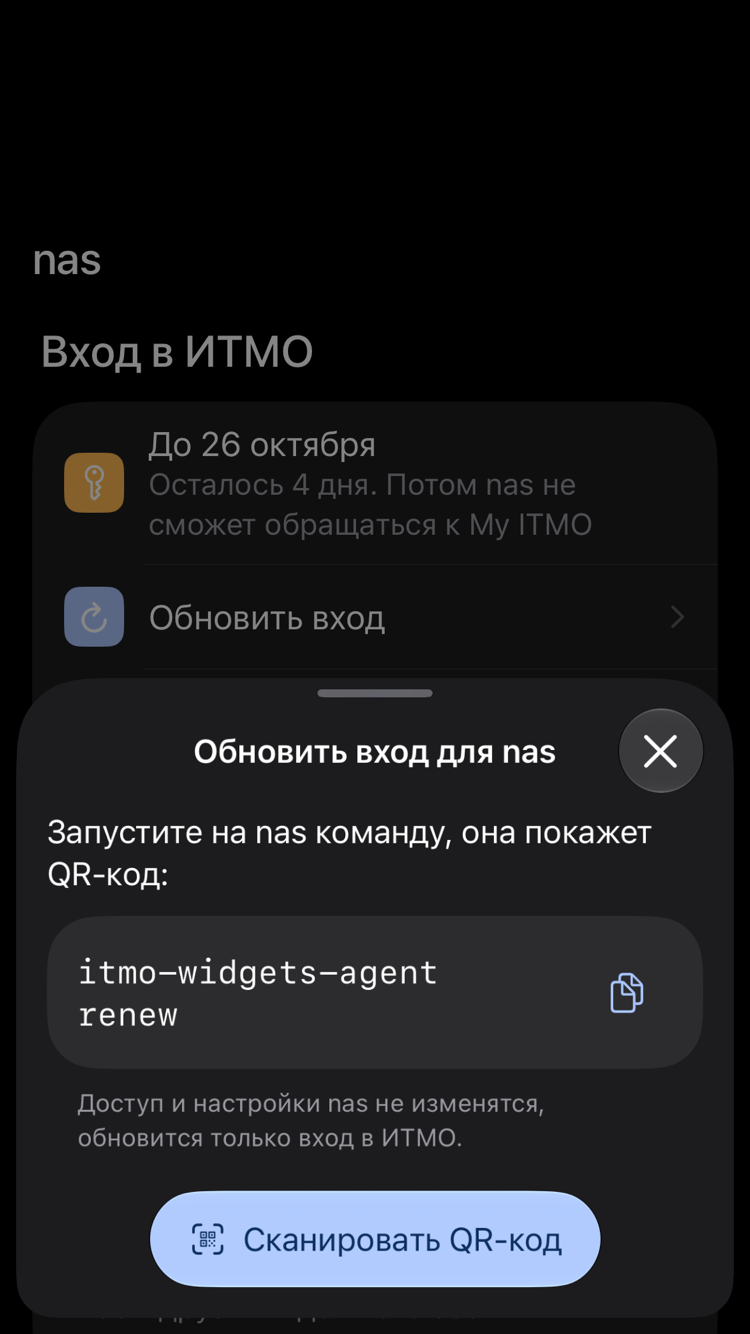 nas
Вход в ИТМО
До 26 октября
Осталось 4 дня. Потом nas не
сможет обращаться к My ITMO
Обновить вход
Обновить вход для nas
Запустите на nas команду, она покажет
QR-код:
itmo-widgets-agent
renew
Доступ и настройки nas не изменятся,
обновится только вход в ИТМО.
Сканировать QR-код